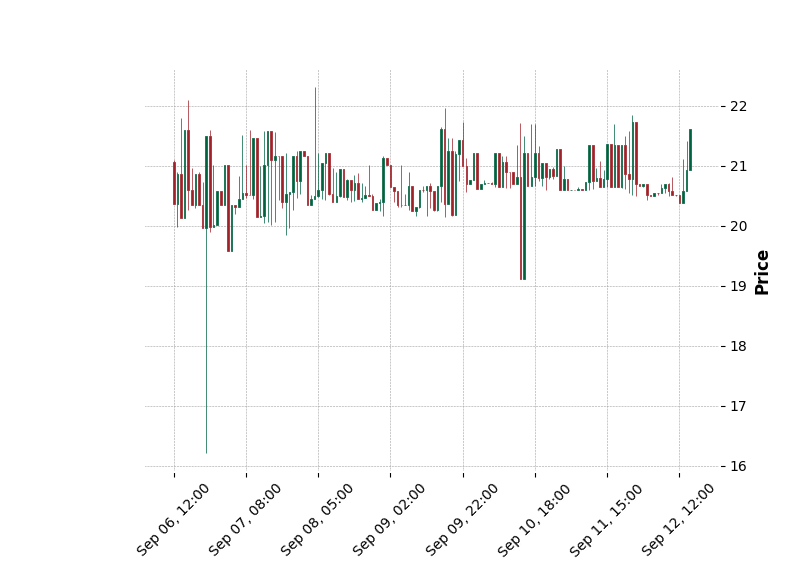 22
21
20
19
18
17
16
Price
Sep 06, 12:00
Sep 07, 08:00
Sep 08, 05:00
Sep 09, 02:00
Sep 09, 22:00
Sep 10, 18:00
Sep 11, 15:00
Sep 12, 12:00